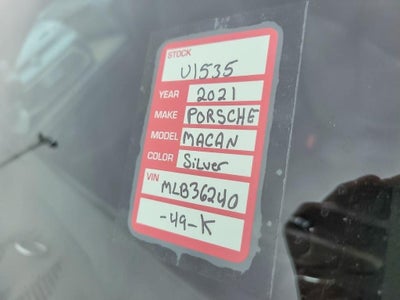 STOCK
U1535
YEAR 2021
MAKE PORSCHE
MODEL MACAN
COLOR Silver
VIN
MLB36240
-49-K